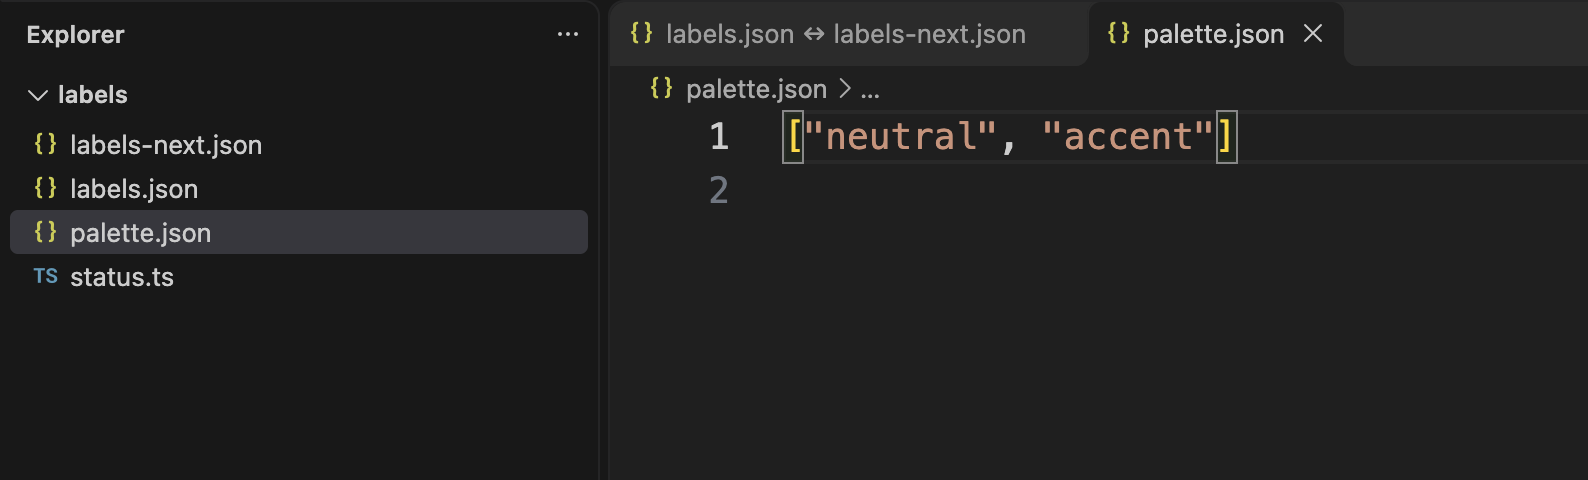 Explorer ···
labels
{} labels-next.json
{} labels.json
{} palette.json
TS status.ts
{} labels.json ↔ labels-next.json
{} palette.json ×
{} palette.json > ...
1 ["neutral", "accent"]
2